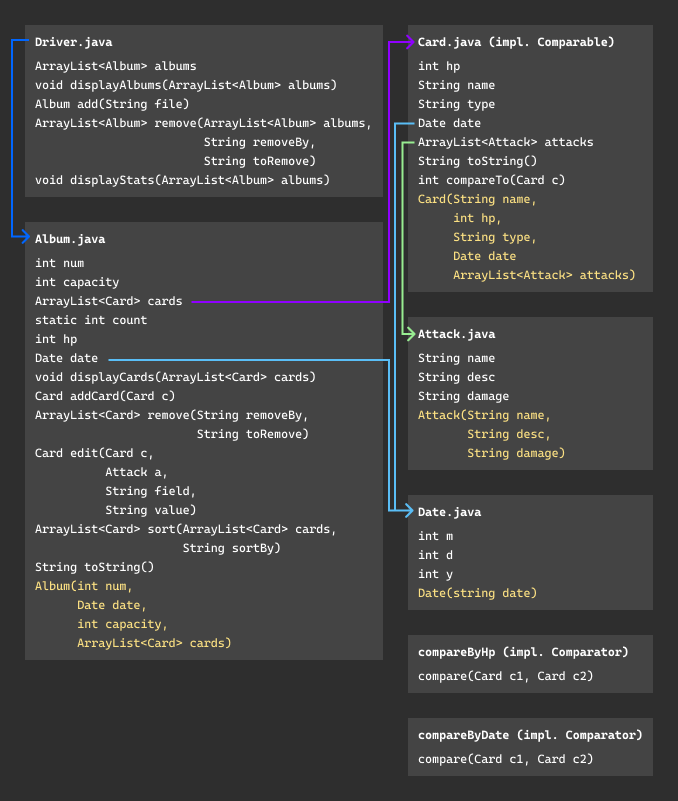 Driver.java
ArrayList<Album> albums
void displayAlbums(ArrayList<Album> albums)
Album add(String file)
ArrayList<Album> remove(ArrayList<Album> albums,
String removeBy,
String toRemove)
void displayStats(ArrayList<Album> albums)
Album.java
int num
int capacity
ArrayList<Card> cards
static int count
int hp
Date date
void displayCards(ArrayList<Card> cards)
Card addCard(Card c)
ArrayList<Card> remove(String removeBy,
String toRemove)
Card edit(Card c,
Attack a,
String field,
String value)
ArrayList<Card> sort(ArrayList<Card> cards,
String sortBy)
String toString()
Album(int num,
Date date,
int capacity,
ArrayList<Card> cards)
Card.java (impl. Comparable)
int hp
String name
String type
Date date
ArrayList<Attack> attacks
String toString()
int compareTo(Card c)
Card(String name,
int hp,
String type,
Date date
ArrayList<Attack> attacks)
Attack.java
String name
String desc
String damage
Attack(String name,
String desc,
String damage)
Date.java
int m
int d
int y
Date(string date)
compareByHp (impl. Comparator)
compare(Card c1, Card c2)
compareByDate (impl. Comparator)
compare(Card c1, Card c2)